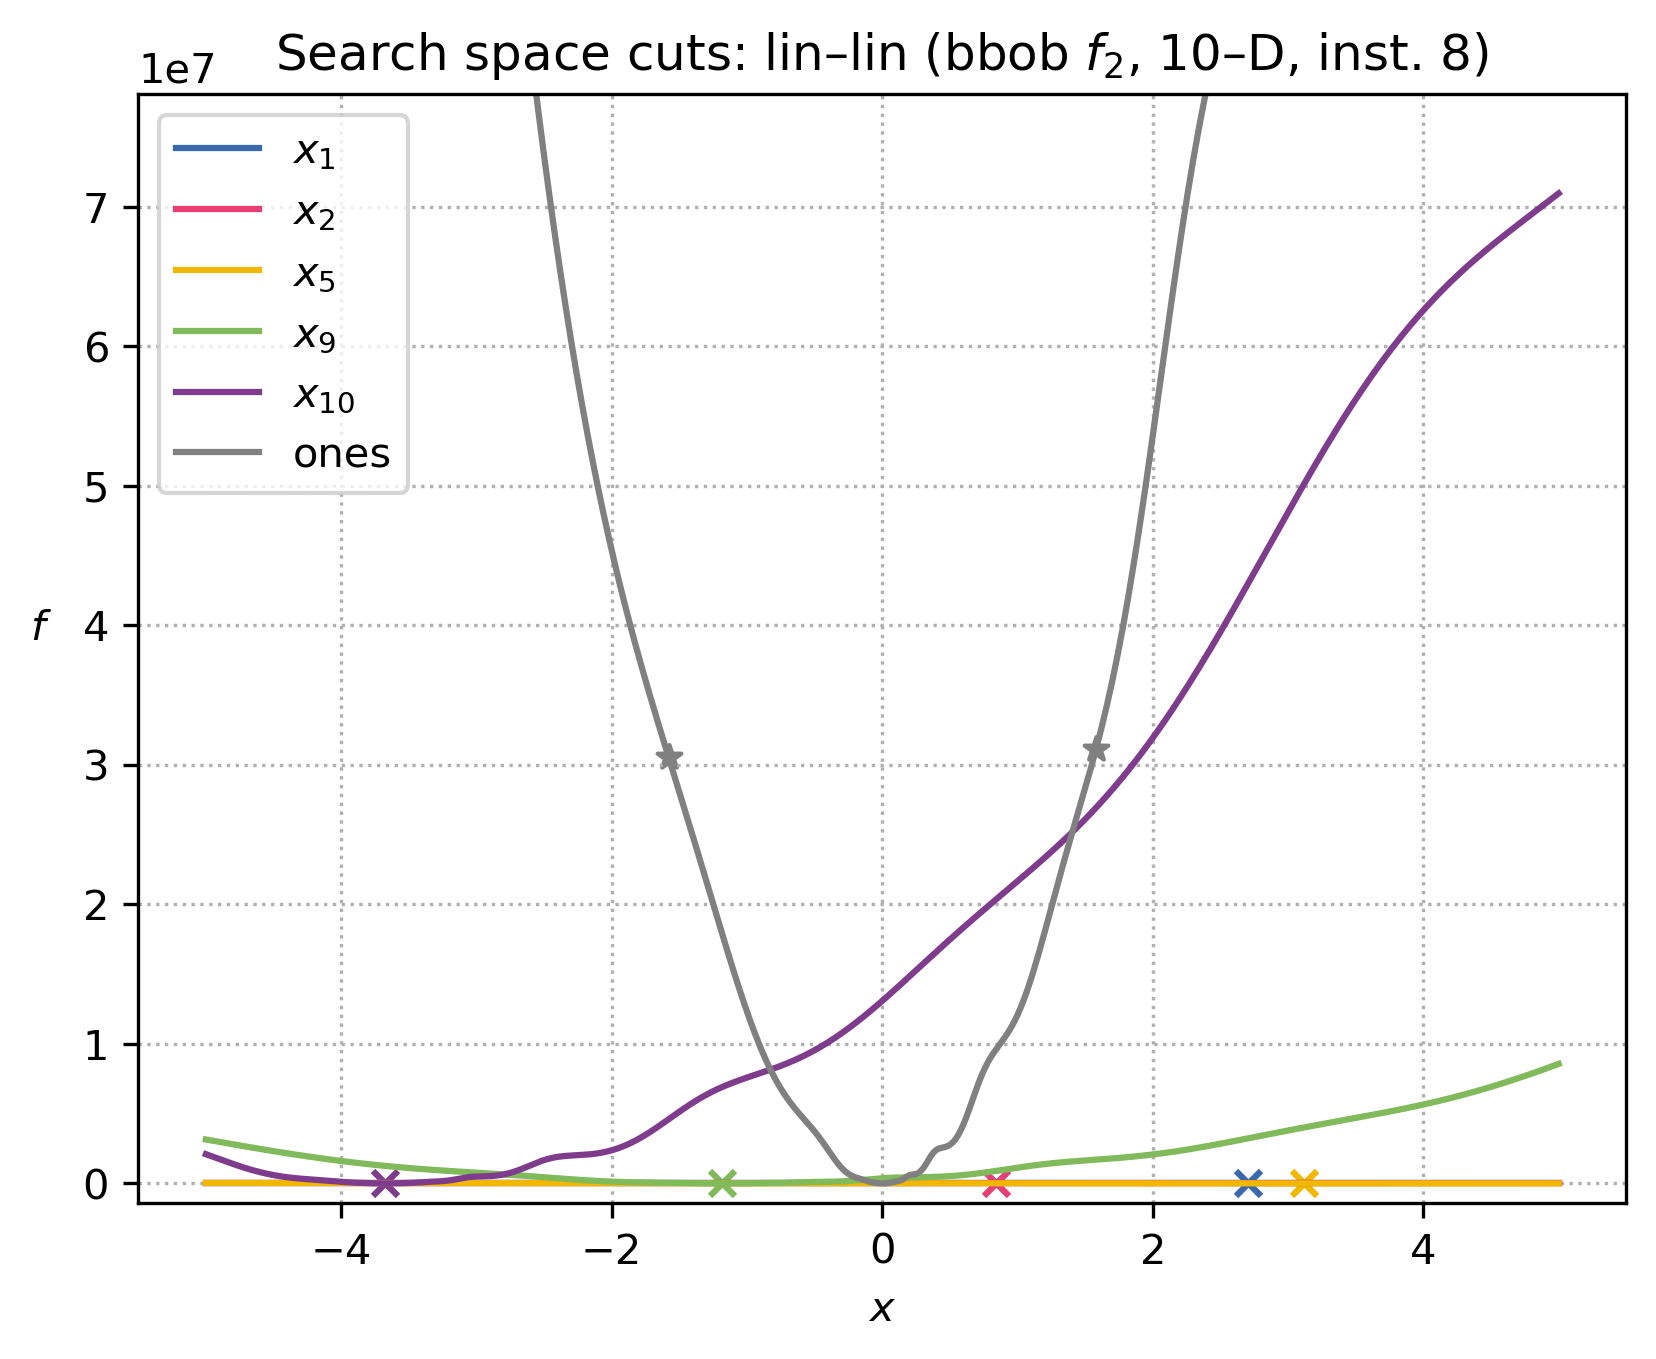 Search space cuts: lin–lin (bbob f₂, 10–D, inst. 8)
1e7
x₁
x₂
x₅
x₉
x₁₀
ones
7
6
5
4
3
2
1
0
f
−4 −2 0 2 4
x